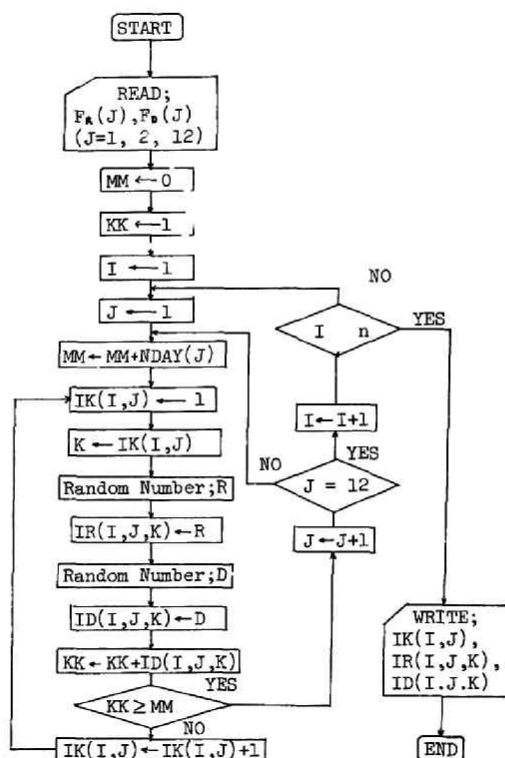 START
READ;
F_R(J),F_D(J)
(J=1, 2, 12)
MM←0
KK←1
I ←1
J ←1
MM←MM+NDAY(J)
IK(I,J)←1
K ←IK(I,J)
Random Number;R
IR(I,J,K)←R
Random Number;D
ID(I,J,K)←D
KK←KK+ID(I,J,K)
KK≥MM
YES
NO
IK(I,J)←IK(I,J)+1
J←J+1
J = 12
NO
YES
I←I+1
I n
NO
YES
WRITE;
IK(I,J),
IR(I,J,K),
ID(I.J.K)
END